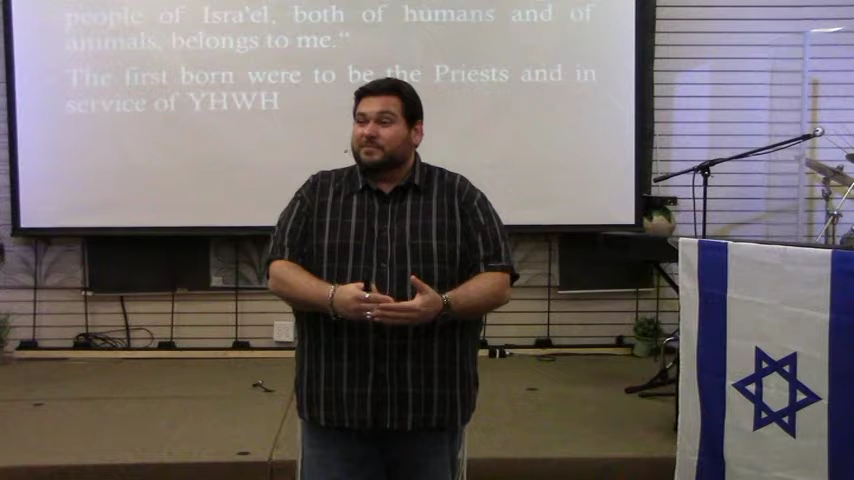 people of Isra'el, both of humans and of
animals, belongs to me."
The first born were to be the Priests and in
service of YHWH